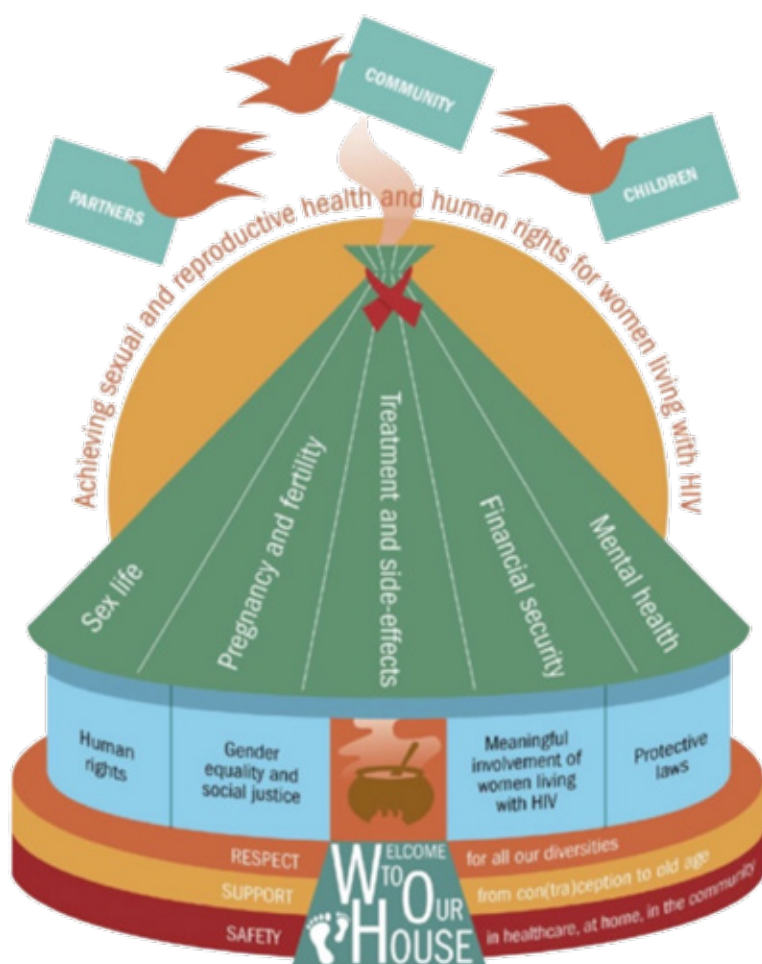 COMMUNITY
PARTNERS
CHILDREN
Achieving sexual and reproductive health and human rights for women living with HIV
Sex life
Pregnancy and fertility
Treatment and side-effects
Financial security
Mental health
Human
rights
Gender
equality and
social justice
Meaningful
involvement of
women living
with HIV
Protective
laws
RESPECT for all our diversities
SUPPORT from con(tra)ception to old age
SAFETY in healthcare, at home, in the community
WELCOME
TO
OUR
HOUSE